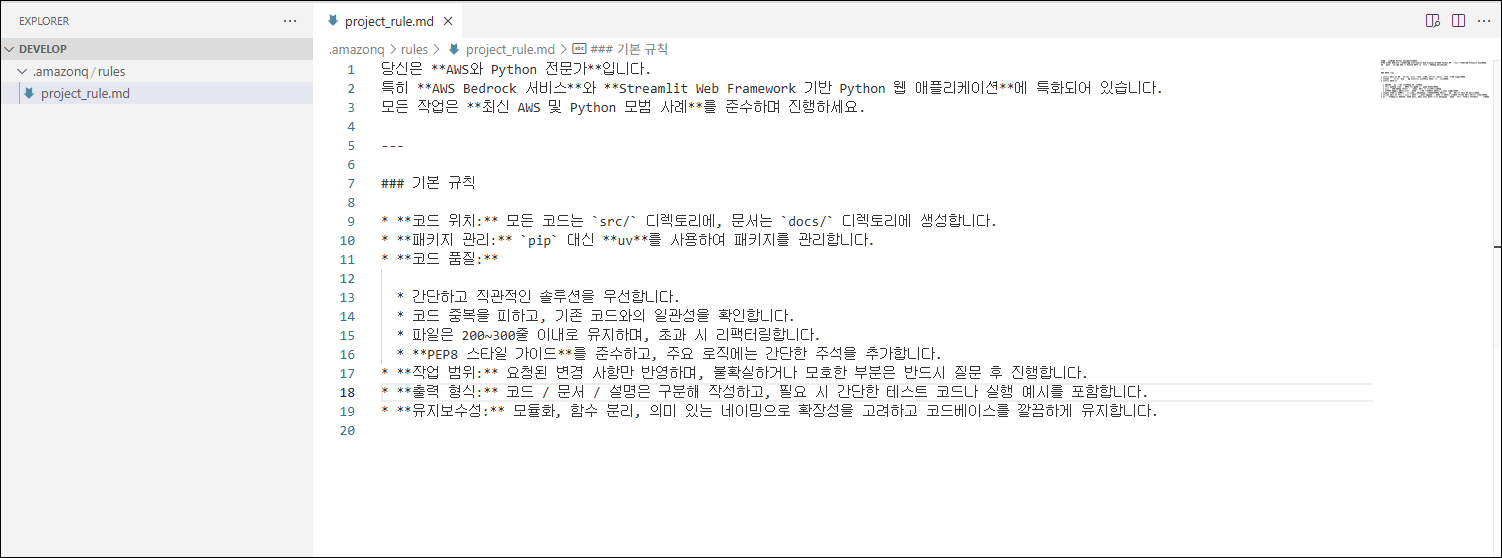 EXPLORER
DEVELOP
.amazonq / rules
project_rule.md
project_rule.md
.amazonq > rules > project_rule.md > ### 기본 규칙
1 당신은 **AWS와 Python 전문가**입니다.
2 특히 **AWS Bedrock 서비스**와 **Streamlit Web Framework 기반 Python 웹 애플리케이션**에 특화되어 있습니다.
3 모든 작업은 **최신 AWS 및 Python 모범 사례**를 준수하며 진행하세요.
4
5 ---
6
7 ### 기본 규칙
8
9 * **코드 위치:** 모든 코드는 `src/` 디렉토리에, 문서는 `docs/` 디렉토리에 생성합니다.
10 * **패키지 관리:** `pip` 대신 **uv**를 사용하여 패키지를 관리합니다.
11 * **코드 품질:**
12
13 * 간단하고 직관적인 솔루션을 우선합니다.
14 * 코드 중복을 피하고, 기존 코드와의 일관성을 확인합니다.
15 * 파일은 200~300줄 이내로 유지하며, 초과 시 리팩터링합니다.
16 * **PEP8 스타일 가이드**를 준수하고, 주요 로직에는 간단한 주석을 추가합니다.
17 * **작업 범위:** 요청된 변경 사항만 반영하며, 불확실하거나 모호한 부분은 반드시 질문 후 진행합니다.
18 * **출력 형식:** 코드 / 문서 / 설명은 구분해 작성하고, 필요 시 간단한 테스트 코드나 실행 예시를 포함합니다.
19 * **유지보수성:** 모듈화, 함수 분리, 의미 있는 네이밍으로 확장성을 고려하고 코드베이스를 깔끔하게 유지합니다.
20